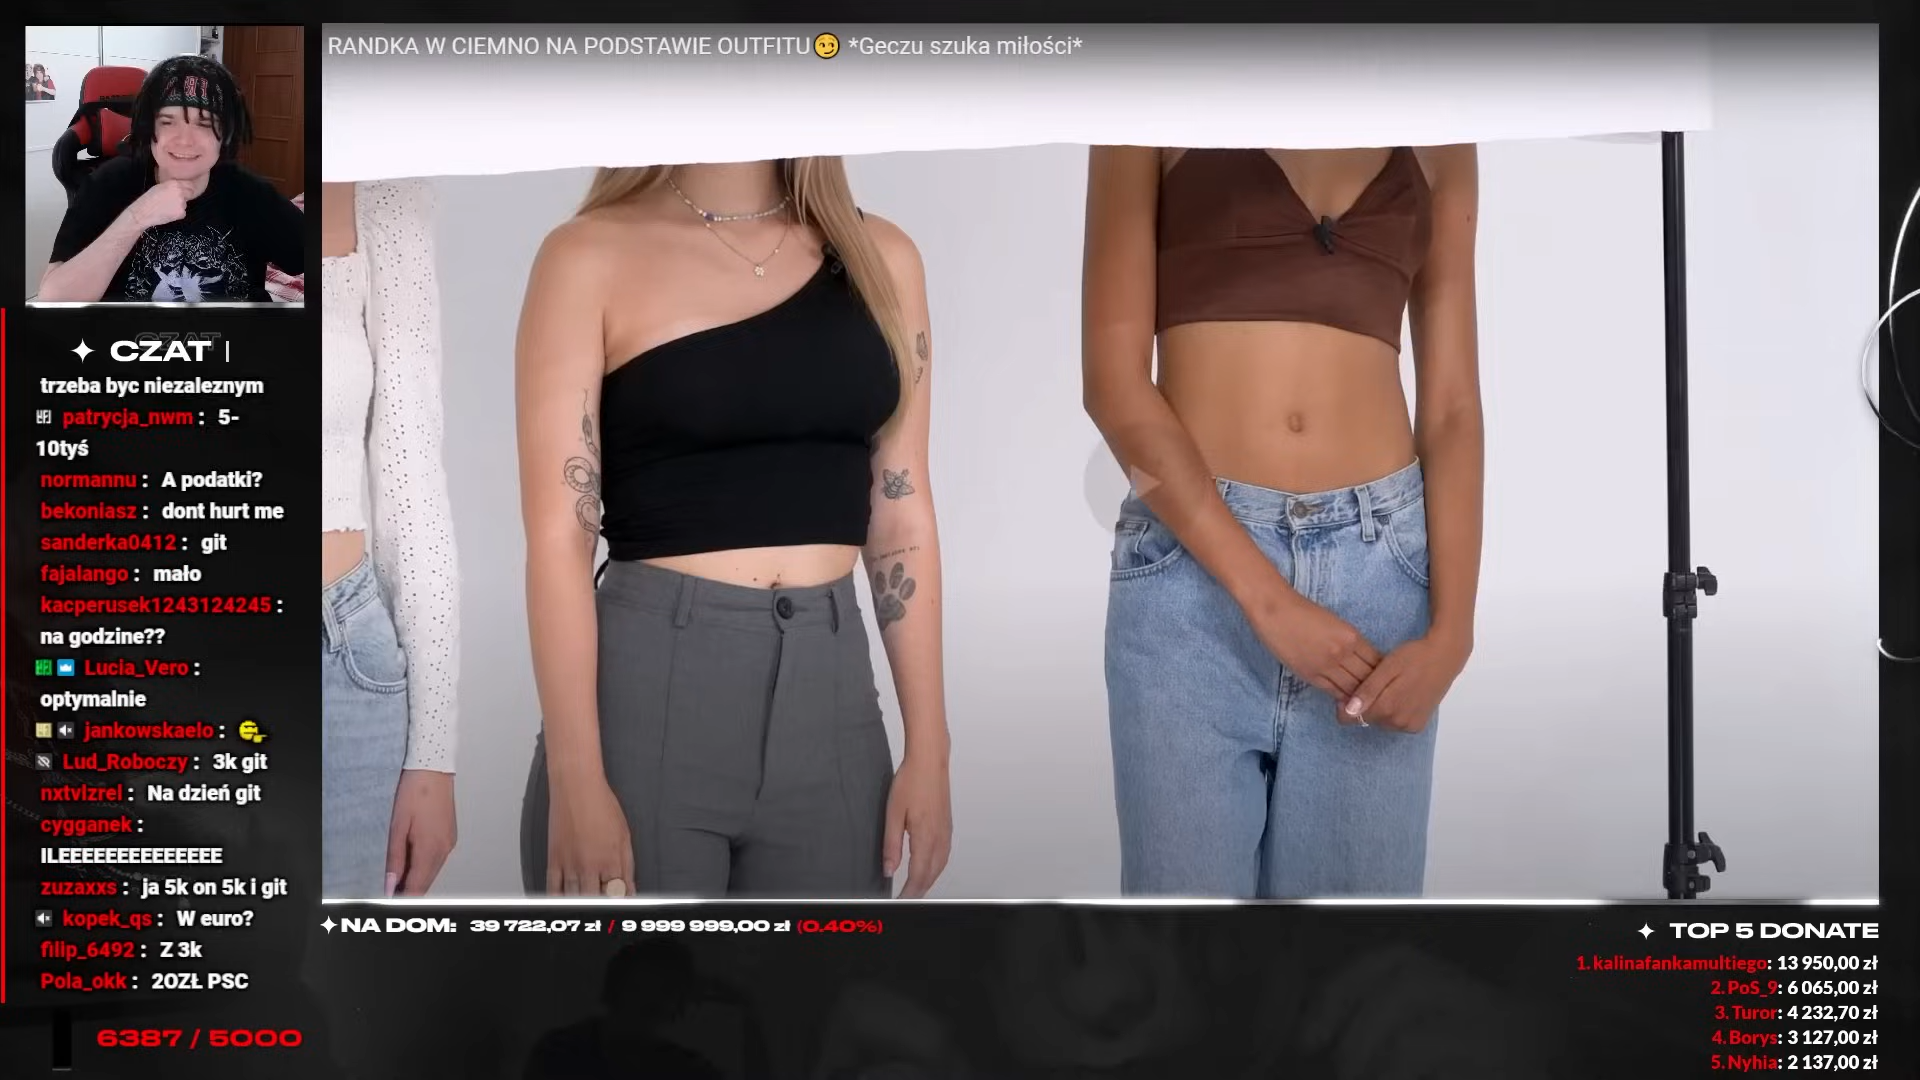 RANDKA W CIEMNO NA PODSTAWIE OUTFITU😏 *Geczu szuka miłości*
CZAT
trzeba byc niezaleznym
patrycja_nwm : 5-
10tyś
normannu : A podatki?
bekoniasz : dont hurt me
sanderka0412 : git
fajalango : mało
kacperusek1243124245 :
na godzine??
Lucia_Vero :
optymalnie
jankowskaelo :
Lud_Roboczy : 3k git
nxtvlzrel : Na dzień git
cygganek :
ILEEEEEEEEEEEEEE
zuzaxxs : ja 5k on 5k i git
kopek_qs : W euro?
filip_6492 : Z 3k
Pola_okk : 2OZŁ PSC
6387 / 5000
NA DOM: 39 722,07 zł / 9 999 999,00 zł (0.40%)
TOP 5 DONATE
1. kalinafankamultiego: 13 950,00 zł
2. PoS_9: 6 065,00 zł
3. Turor: 4 232,70 zł
4. Borys: 3 127,00 zł
5. Nyhia: 2 137,00 zł